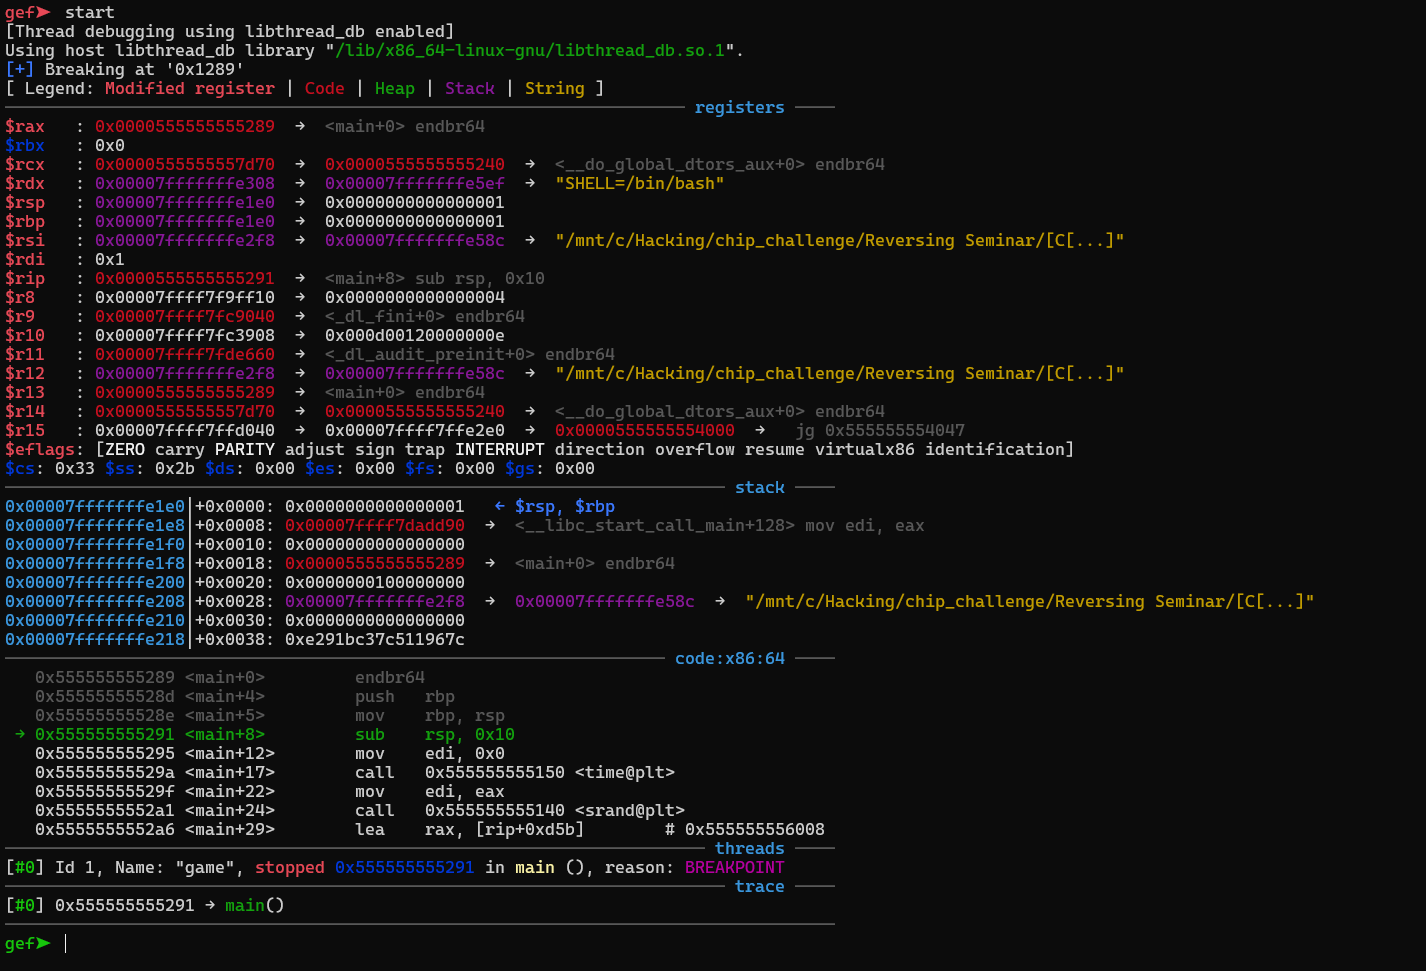 gef➤  start
[Thread debugging using libthread_db enabled]
Using host libthread_db library "/lib/x86_64-linux-gnu/libthread_db.so.1".
[+] Breaking at '0x1289'
[ Legend: Modified register | Code | Heap | Stack | String ]
registers
$rax   : 0x0000555555555289  →  <main+0> endbr64
$rbx   : 0x0
$rcx   : 0x0000555555557d70  →  0x0000555555555240  →  <__do_global_dtors_aux+0> endbr64
$rdx   : 0x00007fffffffe308  →  0x00007fffffffe5ef  →  "SHELL=/bin/bash"
$rsp   : 0x00007fffffffe1e0  →  0x0000000000000001
$rbp   : 0x00007fffffffe1e0  →  0x0000000000000001
$rsi   : 0x00007fffffffe2f8  →  0x00007fffffffe58c  →  "/mnt/c/Hacking/chip_challenge/Reversing Seminar/[C[...]"
$rdi   : 0x1
$rip   : 0x0000555555555291  →  <main+8> sub rsp, 0x10
$r8    : 0x00007ffff7f9ff10  →  0x0000000000000004
$r9    : 0x00007ffff7fc9040  →  <_dl_fini+0> endbr64
$r10   : 0x00007ffff7fc3908  →  0x000d00120000000e
$r11   : 0x00007ffff7fde660  →  <_dl_audit_preinit+0> endbr64
$r12   : 0x00007fffffffe2f8  →  0x00007fffffffe58c  →  "/mnt/c/Hacking/chip_challenge/Reversing Seminar/[C[...]"
$r13   : 0x0000555555555289  →  <main+0> endbr64
$r14   : 0x0000555555557d70  →  0x0000555555555240  →  <__do_global_dtors_aux+0> endbr64
$r15   : 0x00007ffff7ffd040  →  0x00007ffff7ffe2e0  →  0x0000555555554000  →   jg 0x555555554047
$eflags: [ZERO carry PARITY adjust sign trap INTERRUPT direction overflow resume virtualx86 identification]
$cs: 0x33 $ss: 0x2b $ds: 0x00 $es: 0x00 $fs: 0x00 $gs: 0x00
stack
0x00007fffffffe1e0│+0x0000: 0x0000000000000001   ← $rsp, $rbp
0x00007fffffffe1e8│+0x0008: 0x00007ffff7dadd90  →  <__libc_start_call_main+128> mov edi, eax
0x00007fffffffe1f0│+0x0010: 0x0000000000000000
0x00007fffffffe1f8│+0x0018: 0x0000555555555289  →  <main+0> endbr64
0x00007fffffffe200│+0x0020: 0x0000000100000000
0x00007fffffffe208│+0x0028: 0x00007fffffffe2f8  →  0x00007fffffffe58c  →  "/mnt/c/Hacking/chip_challenge/Reversing Seminar/[C[...]"
0x00007fffffffe210│+0x0030: 0x0000000000000000
0x00007fffffffe218│+0x0038: 0xe291bc37c511967c
code:x86:64
   0x555555555289 <main+0>         endbr64
   0x55555555528d <main+4>         push   rbp
   0x55555555528e <main+5>         mov    rbp, rsp
 → 0x555555555291 <main+8>         sub    rsp, 0x10
   0x555555555295 <main+12>        mov    edi, 0x0
   0x55555555529a <main+17>        call   0x555555555150 <time@plt>
   0x55555555529f <main+22>        mov    edi, eax
   0x5555555552a1 <main+24>        call   0x555555555140 <srand@plt>
   0x5555555552a6 <main+29>        lea    rax, [rip+0xd5b]        # 0x555555556008
threads
[#0] Id 1, Name: "game", stopped 0x555555555291 in main (), reason: BREAKPOINT
trace
[#0] 0x555555555291 → main()
gef➤